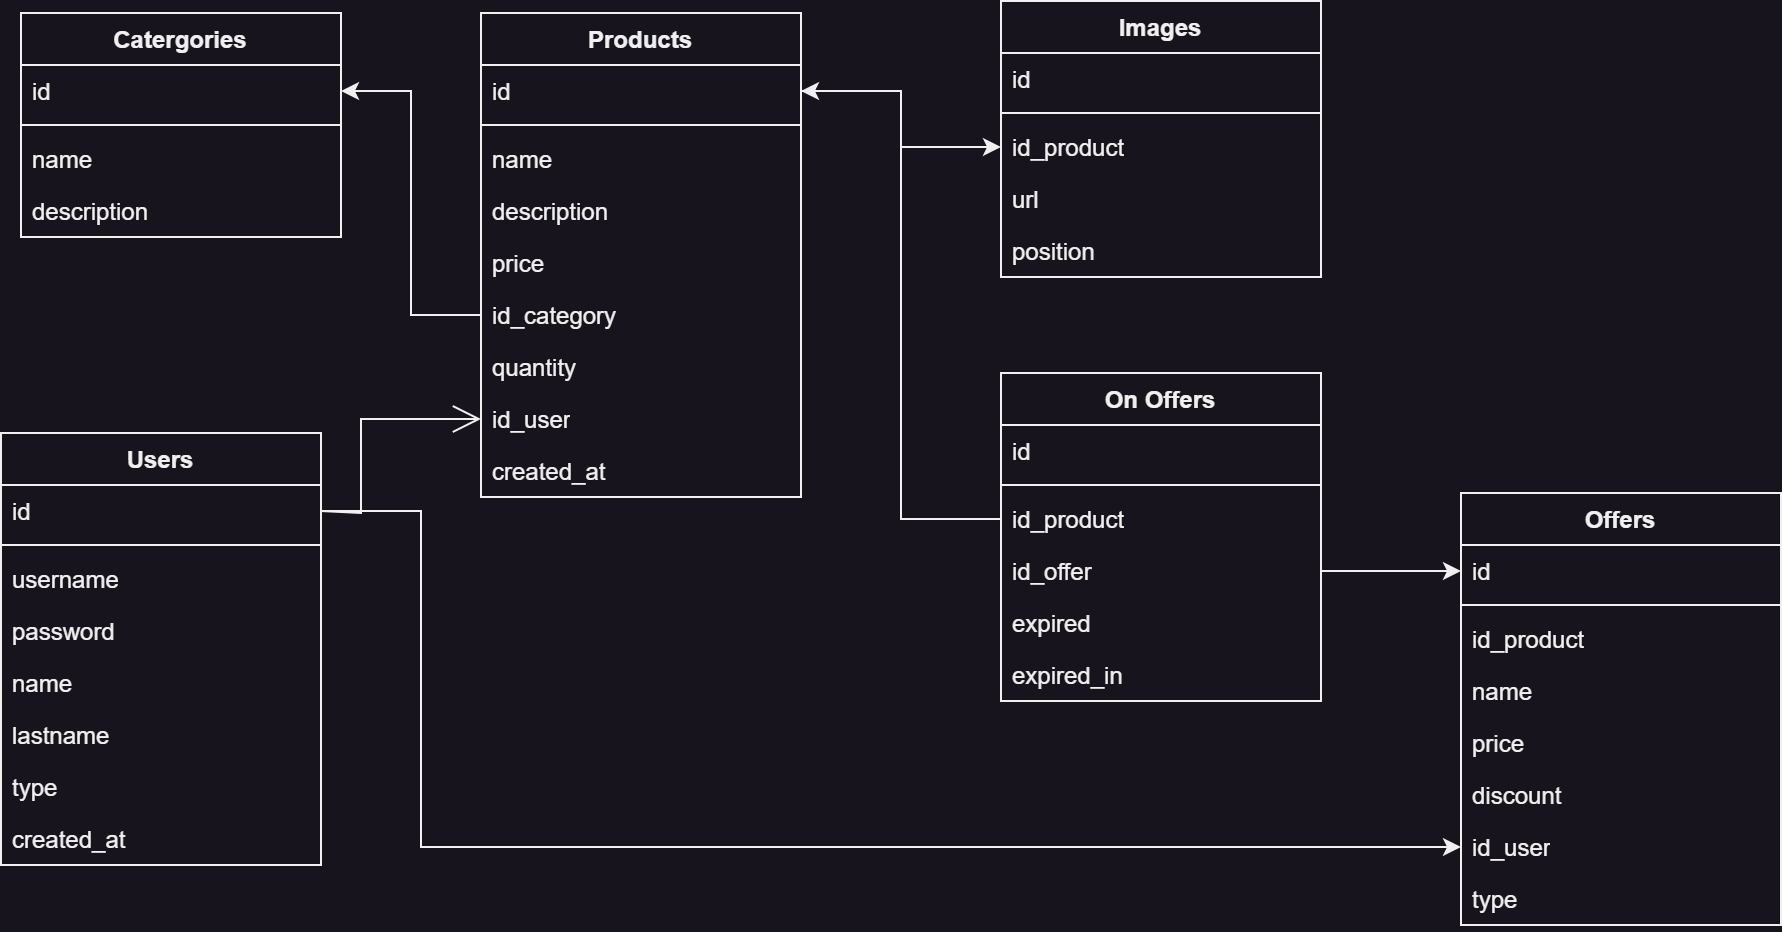 Catergories
id
name
description
Products
id
name
description
price
id_category
quantity
id_user
created_at
Images
id
id_product
url
position
Users
id
username
password
name
lastname
type
created_at
On Offers
id
id_product
id_offer
expired
expired_in
Offers
id
id_product
name
price
discount
id_user
type